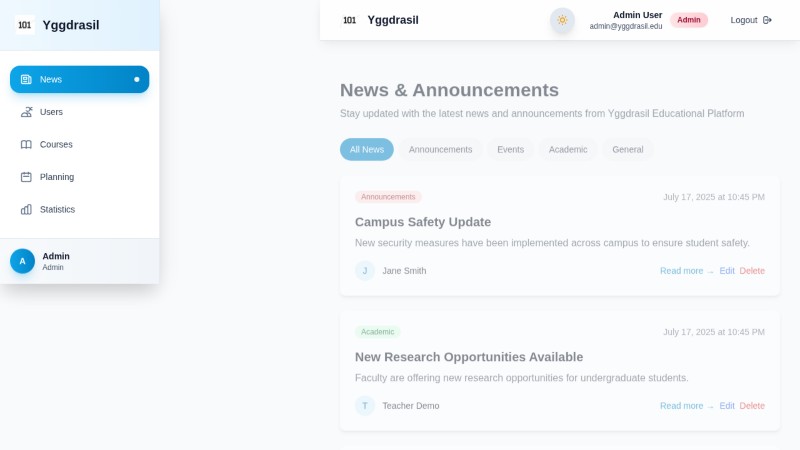 101 Yggdrasil
News
Users
Courses
Planning
Statistics
A
Admin
Admin
101 Yggdrasil
Admin User
admin@yggdrasil.edu
Admin
Logout
News & Announcements
Stay updated with the latest news and announcements from Yggdrasil Educational Platform
All News Announcements Events Academic General
Announcements July 17, 2025 at 10:45 PM
Campus Safety Update
New security measures have been implemented across campus to ensure student safety.
J Jane Smith Read more → Edit Delete
Academic July 17, 2025 at 10:45 PM
New Research Opportunities Available
Faculty are offering new research opportunities for undergraduate students.
T Teacher Demo Read more → Edit Delete